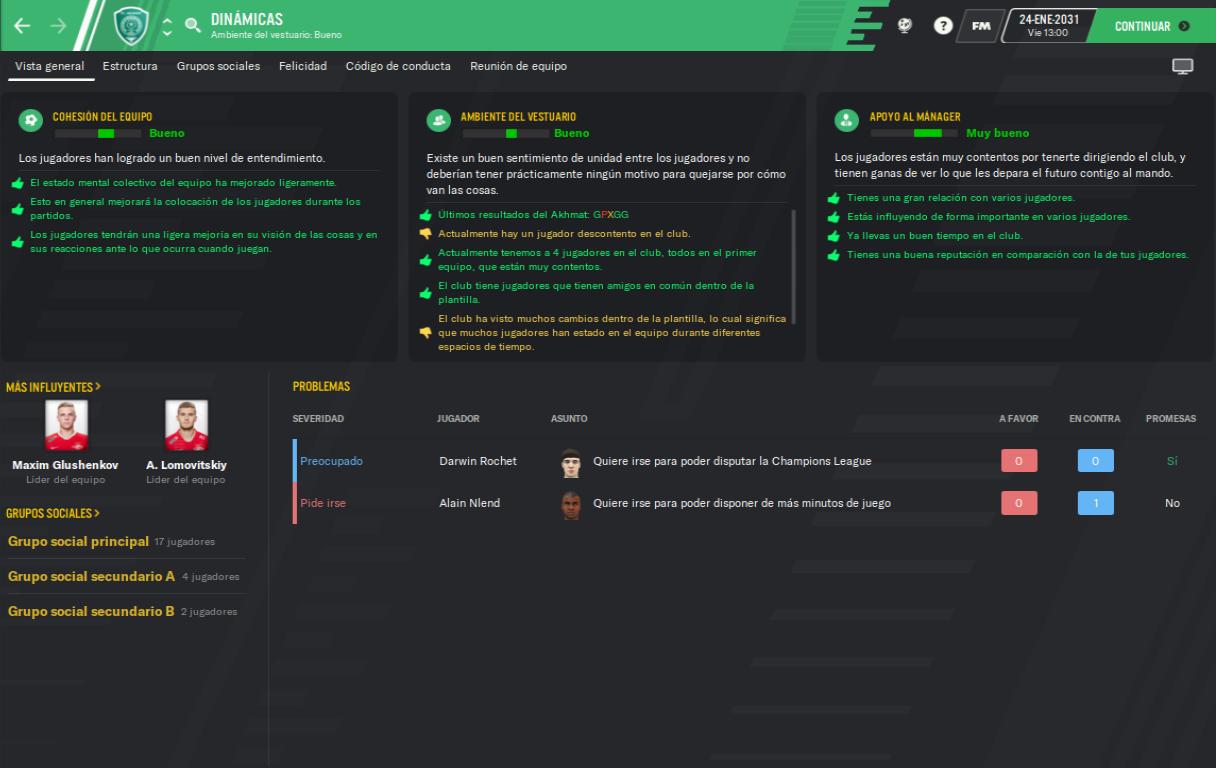 DINÁMICAS
Ambiente del vestuario: Bueno
?
FM
24-ENE-2031
Vie 13:00
CONTINUAR
Vista general
Estructura
Grupos sociales
Felicidad
Código de conducta
Reunión de equipo
COHESIÓN DEL EQUIPO
Bueno
Los jugadores han logrado un buen nivel de entendimiento.
El estado mental colectivo del equipo ha mejorado ligeramente.
Esto en general mejorará la colocación de los jugadores durante los
partidos.
Los jugadores tendrán una ligera mejoría en su visión de las cosas y en
sus reacciones ante lo que ocurra cuando juegan.
AMBIENTE DEL VESTUARIO
Bueno
Existe un buen sentimiento de unidad entre los jugadores y no
deberían tener prácticamente ningún motivo para quejarse por cómo
van las cosas.
Últimos resultados del Akhmat: GPXGG
Actualmente hay un jugador descontento en el club.
Actualmente tenemos a 4 jugadores en el club, todos en el primer
equipo, que están muy contentos.
El club tiene jugadores que tienen amigos en común dentro de la
plantilla.
El club ha visto muchos cambios dentro de la plantilla, lo cual significa
que muchos jugadores han estado en el equipo durante diferentes
espacios de tiempo.
APOYO AL MÁNAGER
Muy bueno
Los jugadores están muy contentos por tenerte dirigiendo el club, y
tienen ganas de ver lo que les depara el futuro contigo al mando.
Tienes una gran relación con varios jugadores.
Estás influyendo de forma importante en varios jugadores.
Ya llevas un buen tiempo en el club.
Tienes una buena reputación en comparación con la de tus jugadores.
MÁS INFLUYENTES >
Maxim Glushenkov
Líder del equipo
A. Lomovitskiy
Líder del equipo
GRUPOS SOCIALES >
Grupo social principal 17 jugadores
Grupo social secundario A 4 jugadores
Grupo social secundario B 2 jugadores
PROBLEMAS
SEVERIDAD JUGADOR ASUNTO A FAVOR EN CONTRA PROMESAS
Preocupado Darwin Rochet Quiere irse para poder disputar la Champions League 0 0 Sí
Pide irse Alain Nlend Quiere irse para poder disponer de más minutos de juego 0 1 No